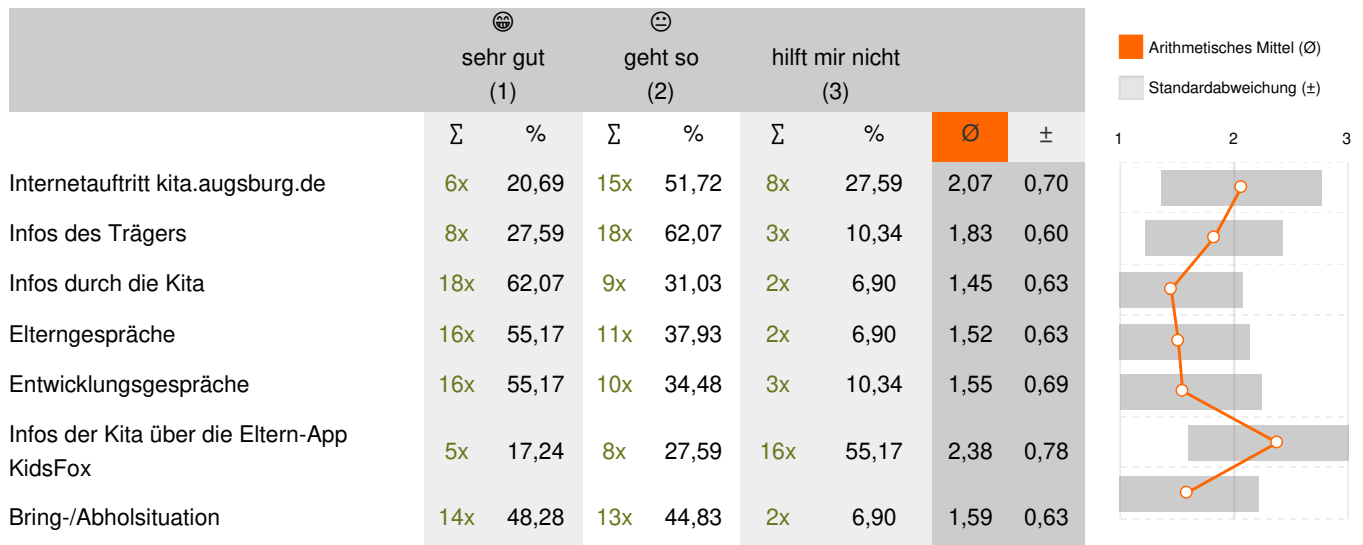 😁 😐
sehr gut geht so hilft mir nicht
(1) (2) (3)
Arithmetisches Mittel (Ø)
Standardabweichung (±)
Σ % Σ % Σ % Ø ±
1 2 3
Internetauftritt kita.augsburg.de 6x 20,69 15x 51,72 8x 27,59 2,07 0,70
Infos des Trägers 8x 27,59 18x 62,07 3x 10,34 1,83 0,60
Infos durch die Kita 18x 62,07 9x 31,03 2x 6,90 1,45 0,63
Elterngespräche 16x 55,17 11x 37,93 2x 6,90 1,52 0,63
Entwicklungsgespräche 16x 55,17 10x 34,48 3x 10,34 1,55 0,69
Infos der Kita über die Eltern-App
KidsFox 5x 17,24 8x 27,59 16x 55,17 2,38 0,78
Bring-/Abholsituation 14x 48,28 13x 44,83 2x 6,90 1,59 0,63